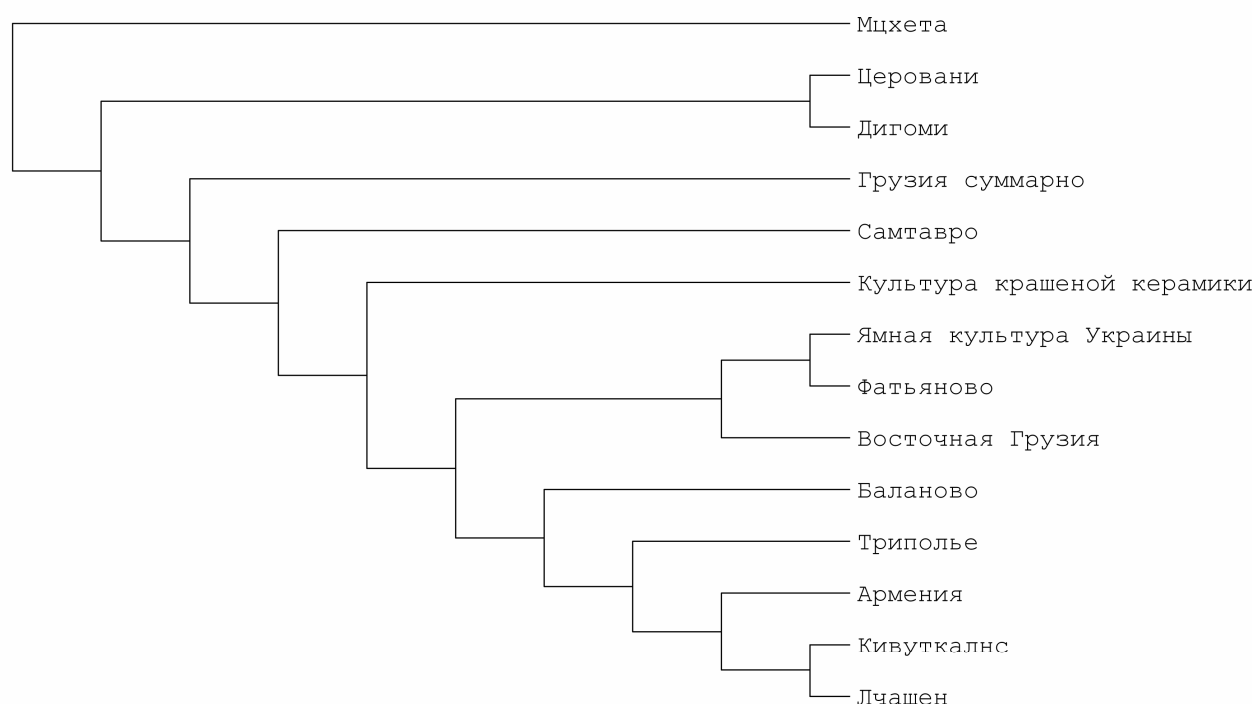 Мцхета
Церовани
Дигоми
Грузия суммарно
Самтавро
Культура крашеной керамики
Ямная культура Украины
Фатьяново
Восточная Грузия
Баланово
Триполье
Армения
Кивуткалнс
Лчашен